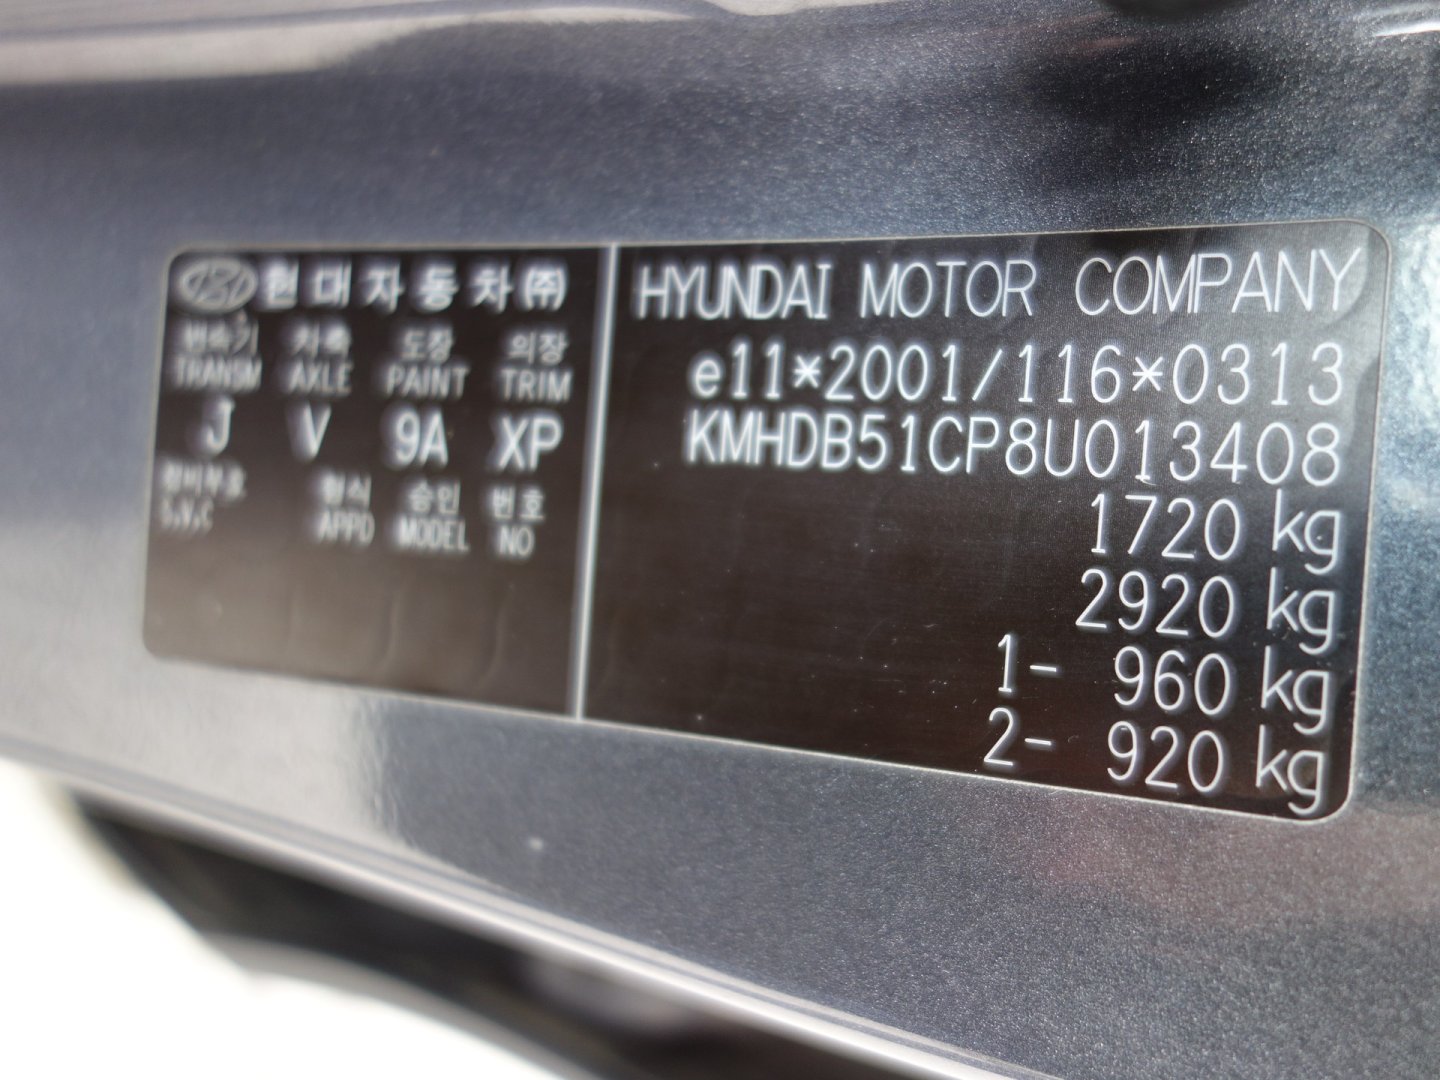 현대자동차(주)
변속기 차축 도장 의장
TRANSM AXLE PAINT TRIM
J V 9A XP
형식 승인 번호
S.V.C APPD MODEL NO
HYUNDAI MOTOR COMPANY
e11*2001/116*0313
KMHDB51CP8U013408
1720 kg
2920 kg
1- 960 kg
2- 920 kg